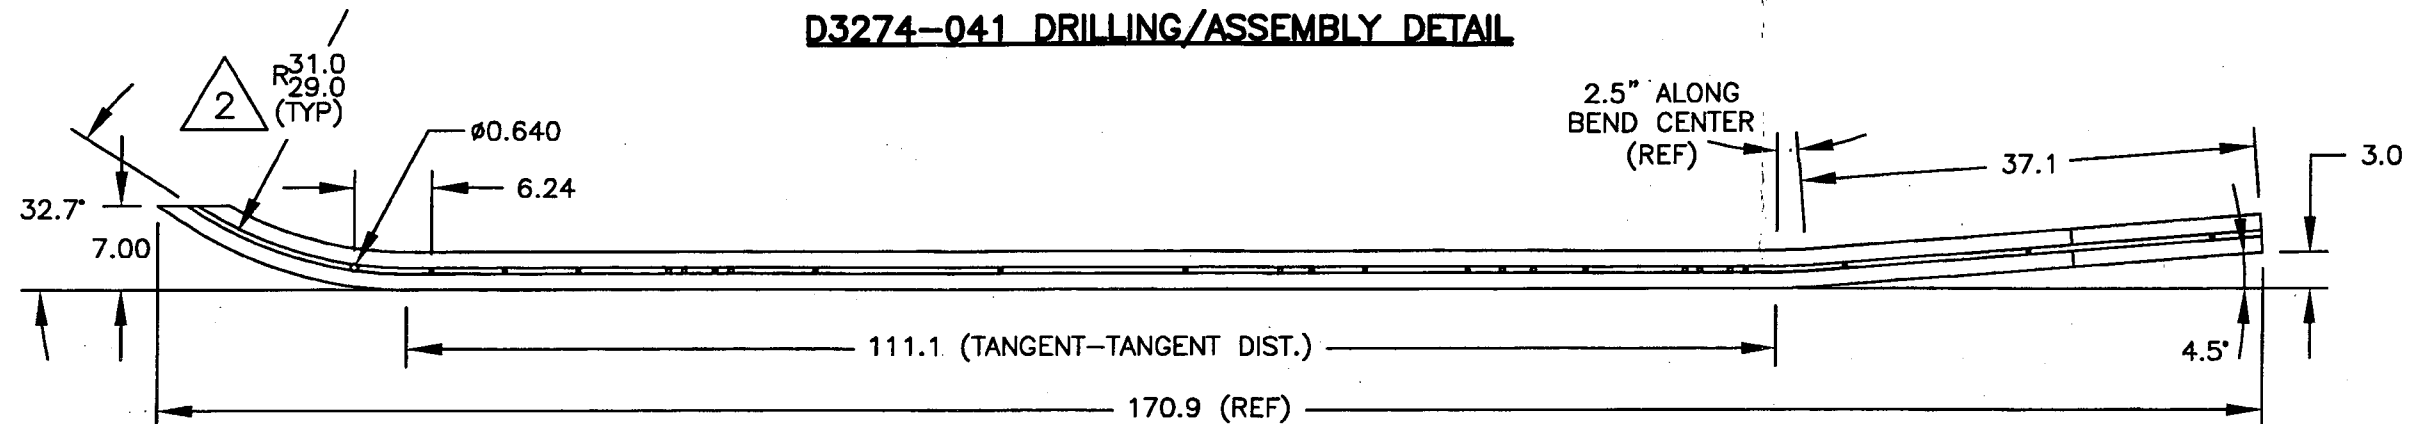 D3274-041 DRILLING/ASSEMBLY DETAIL
2
R31.0
29.0
(TYP)
ø0.640
6.24
32.7°
7.00
2.5" ALONG
BEND CENTER
(REF)
37.1
3.0
111.1 (TANGENT-TANGENT DIST.)
4.5°
170.9 (REF)